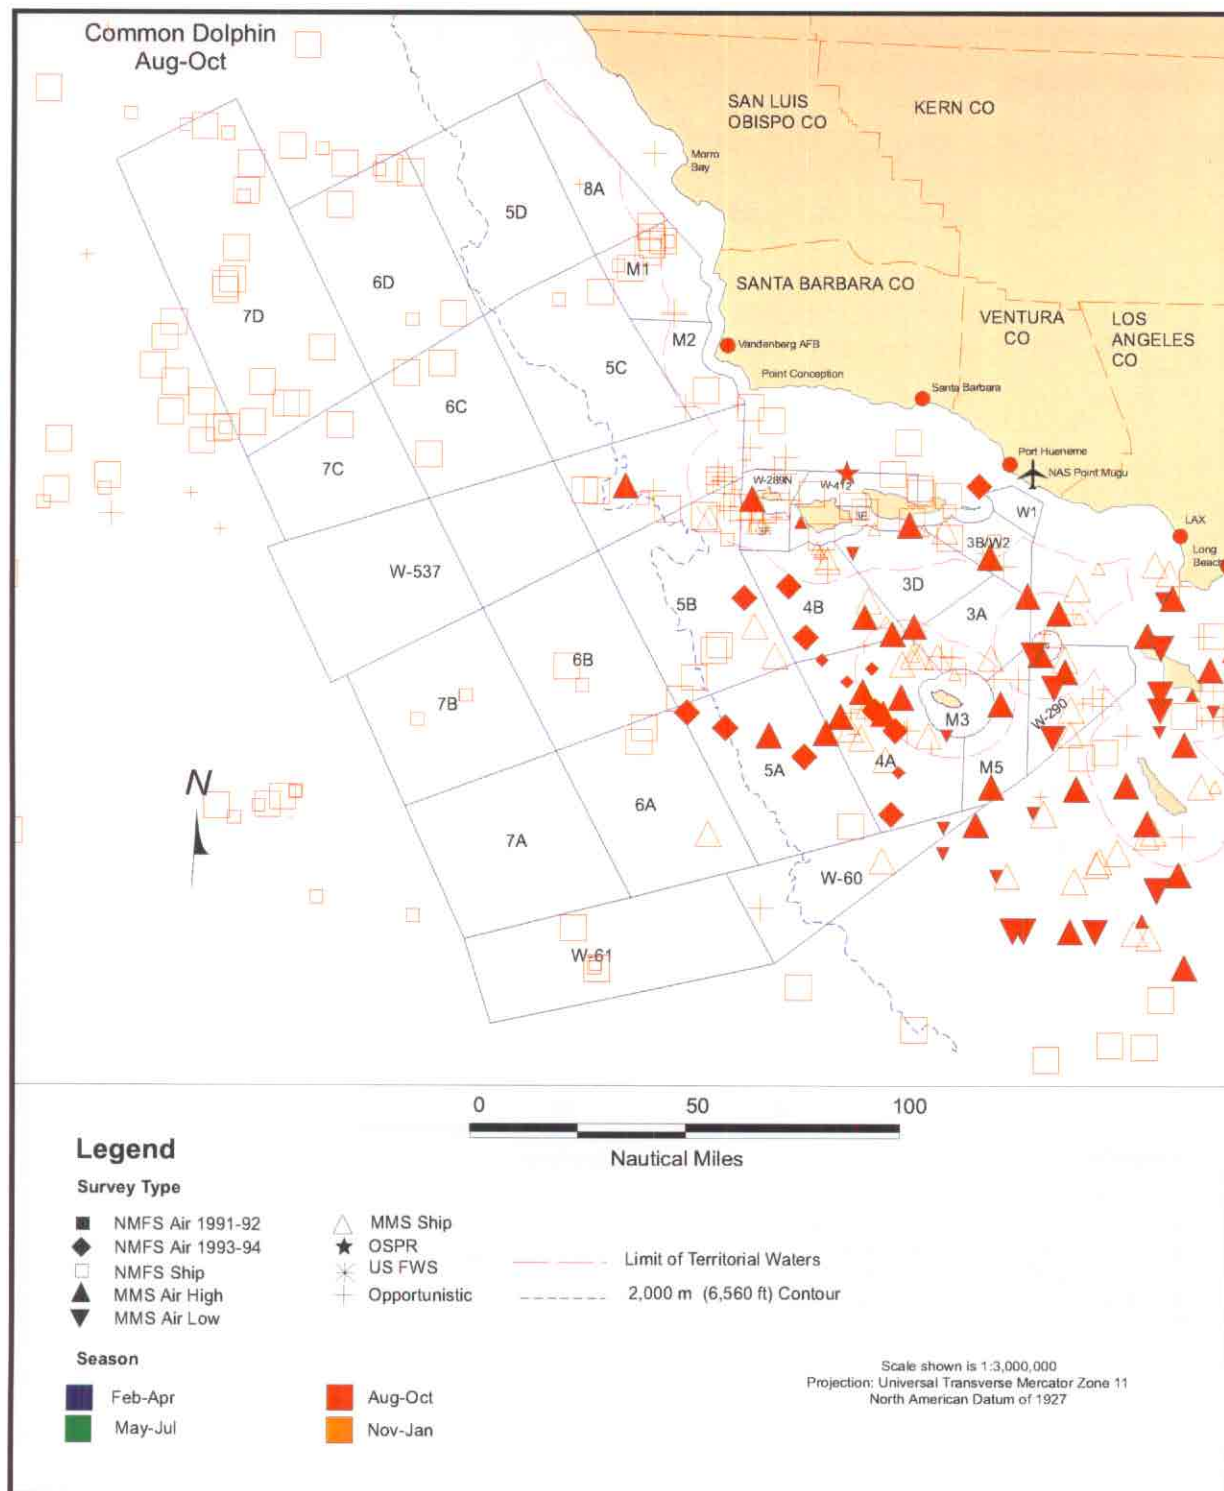 Common Dolphin
Aug-Oct
SAN LUIS
OBISPO CO
KERN CO
Morro
Bay
8A
5D
M1
SANTA BARBARA CO
6D
7D
VENTURA
CO
LOS
ANGELES
CO
M2
Vandenberg AFB
5C
Point Conception
Santa Barbara
6C
7C
Port Hueneme
NAS Point Mugu
W-289N
W-412
W1
3F
3E
LAX
Long
Beach
3B/W2
W-537
3D
5B
4B
3A
6B
7B
M3
W-290
N
5A
4A
M5
6A
7A
W-60
W-61
0 50 100
Nautical Miles
Legend
Survey Type
NMFS Air 1991-92
NMFS Air 1993-94
NMFS Ship
MMS Air High
MMS Air Low
MMS Ship
OSPR
US FWS
Opportunistic
Limit of Territorial Waters
2,000 m (6,560 ft) Contour
Season
Feb-Apr
May-Jul
Aug-Oct
Nov-Jan
Scale shown is 1:3,000,000
Projection: Universal Transverse Mercator Zone 11
North American Datum of 1927